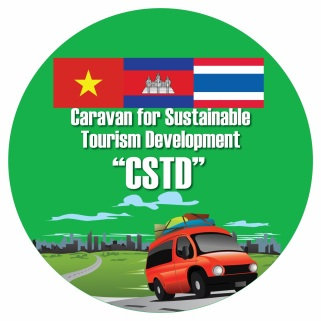 Caravan for Sustainable
Tourism Development
“CSTD”